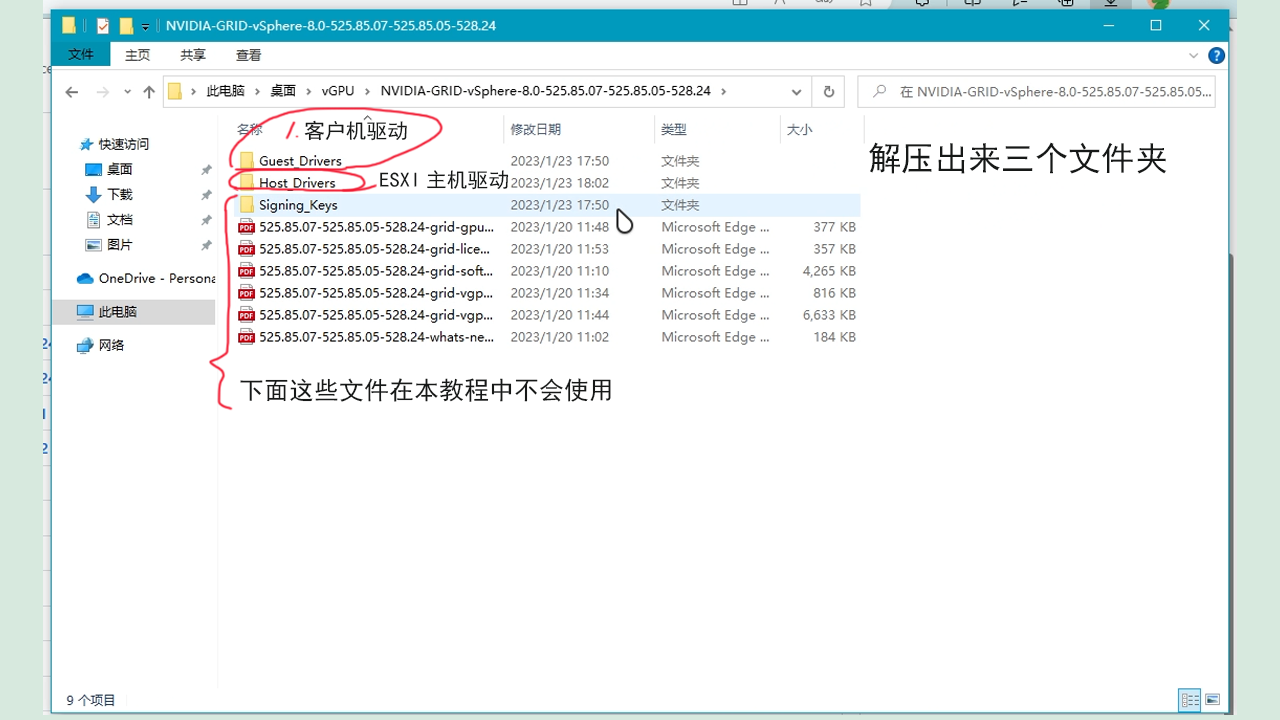 NVIDIA-GRID-vSphere-8.0-525.85.07-525.85.05-528.24
文件 主页 共享 查看
此电脑 桌面 vGPU NVIDIA-GRID-vSphere-8.0-525.85.07-525.85.05-528.24
在 NVIDIA-GRID-vSphere-8.0-525.85.07-525.85.05...
名称 修改日期 类型 大小
1. 客户机驱动
解压出来三个文件夹
Guest_Drivers 2023/1/23 17:50 文件夹
Host_Drivers ESXI 主机驱动 2023/1/23 18:02 文件夹
Signing_Keys 2023/1/23 17:50 文件夹
525.85.07-525.85.05-528.24-grid-gpu... 2023/1/20 11:48 Microsoft Edge ... 377 KB
525.85.07-525.85.05-528.24-grid-lice... 2023/1/20 11:53 Microsoft Edge ... 357 KB
525.85.07-525.85.05-528.24-grid-soft... 2023/1/20 11:10 Microsoft Edge ... 4,265 KB
525.85.07-525.85.05-528.24-grid-vgp... 2023/1/20 11:34 Microsoft Edge ... 816 KB
525.85.07-525.85.05-528.24-grid-vgp... 2023/1/20 11:44 Microsoft Edge ... 6,633 KB
525.85.07-525.85.05-528.24-whats-ne... 2023/1/20 11:02 Microsoft Edge ... 184 KB
下面这些文件在本教程中不会使用
快速访问
桌面
下载
文档
图片
OneDrive - Persona
此电脑
网络
9 个项目